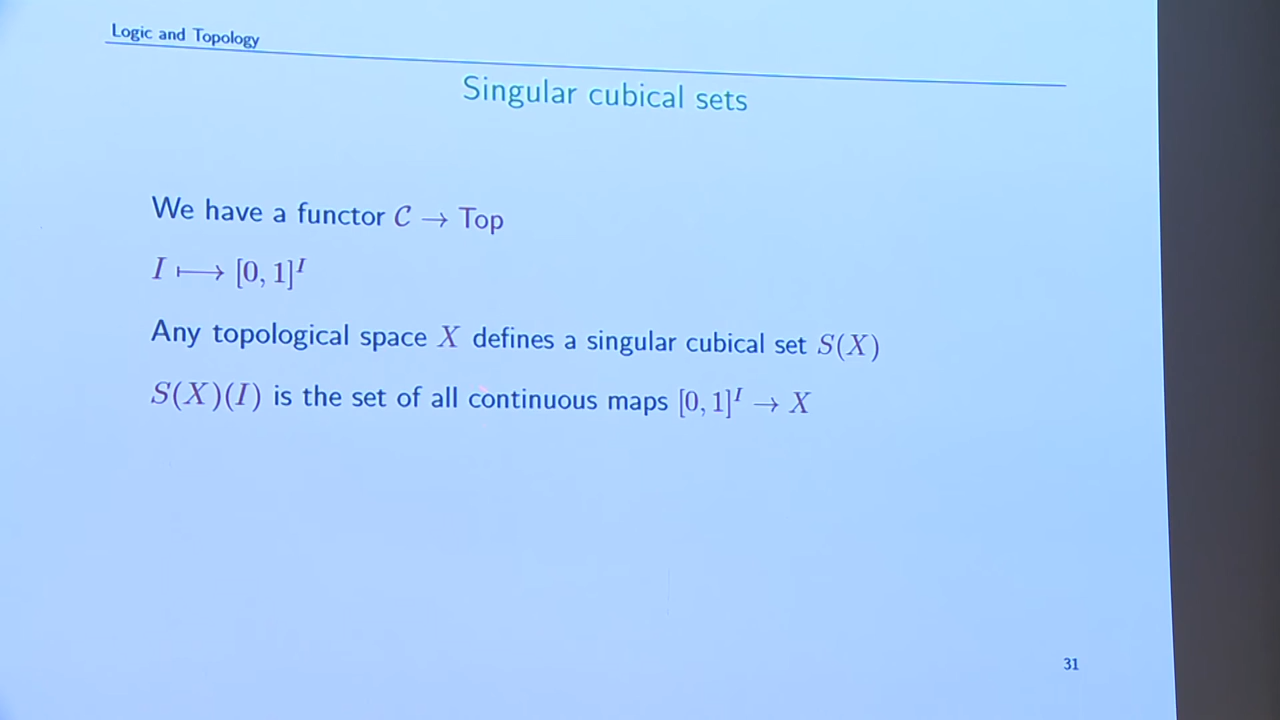 Logic and Topology
Singular cubical sets
We have a functor 𝒞 → Top
I ⟼ [0, 1]^I
Any topological space X defines a singular cubical set S(X)
S(X)(I) is the set of all continuous maps [0, 1]^I → X
31